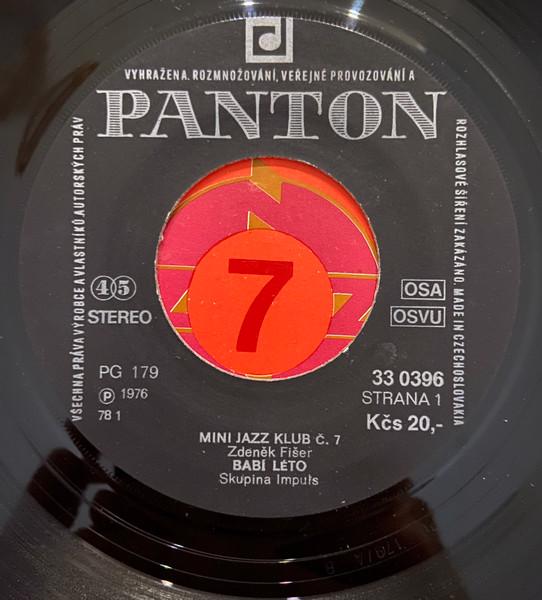 VYHRAŽENA. ROZMNOŽOVÁNÍ, VEŘEJNÉ PROVOZOVÁNÍ A
PANTON
VŠECHNA PRÁVA VÝROBCE A VLASTNÍKŮ AUTORSKÝCH PRÁV
ROZHLASOVÉ ŠÍŘENÍ ZAKÁZÁNO. MADE IN CZECHOSLOVAKIA
7
45
STEREO
OSA
OSVU
PG 179
Ⓟ 1976
78 1
33 0396
STRANA 1
Kčs 20,-
MINI JAZZ KLUB Č. 7
Zdeněk Fišer
BABÍ LÉTO
Skupina Impuls